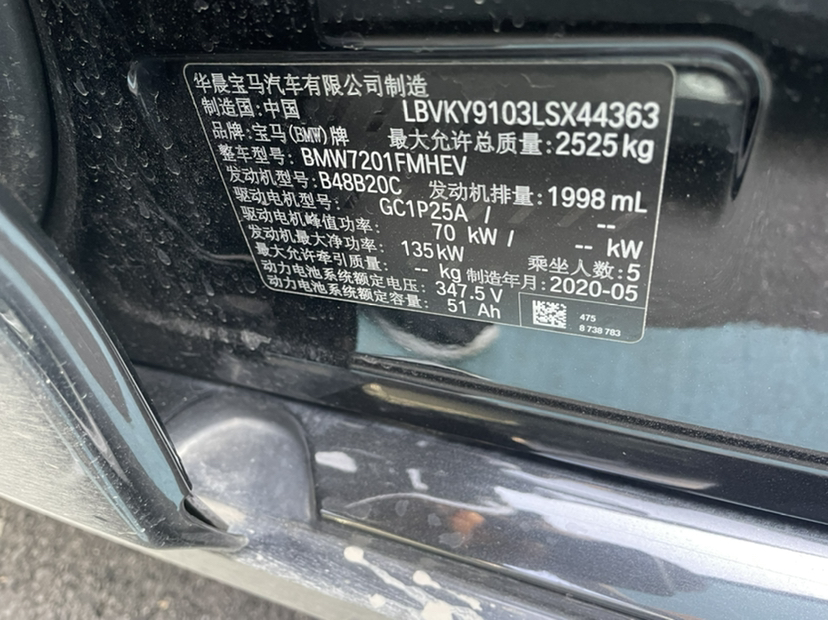 华晨宝马汽车有限公司制造
制造国:中国 LBVKY9103LSX44363
品牌:宝马(BMW)牌 最大允许总质量:2525kg
整车型号:BMW7201FMHEV
发动机型号:B48B20C 发动机排量:1998 mL
驱动电机型号: GC1P25A / --
驱动电机峰值功率: 70 kW / -- kW
发动机最大净功率: 135kW 乘坐人数:5
最大允许牵引质量: -- kg 制造年月:2020-05
动力电池系统额定电压: 347.5 V
动力电池系统额定容量: 51 Ah
475
8 738 783